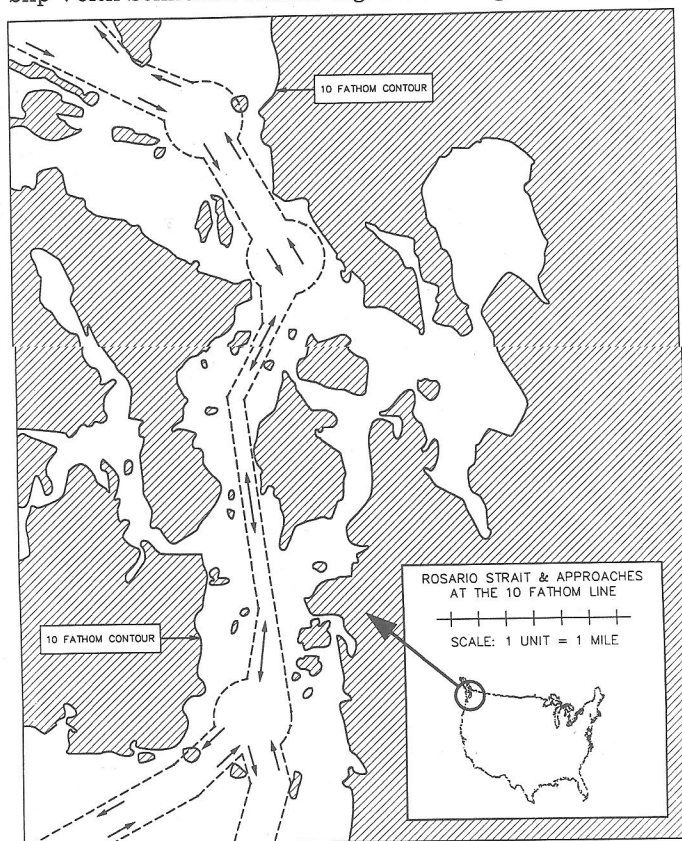 10 FATHOM CONTOUR
ROSARIO STRAIT & APPROACHES
AT THE 10 FATHOM LINE
SCALE: 1 UNIT = 1 MILE
10 FATHOM CONTOUR